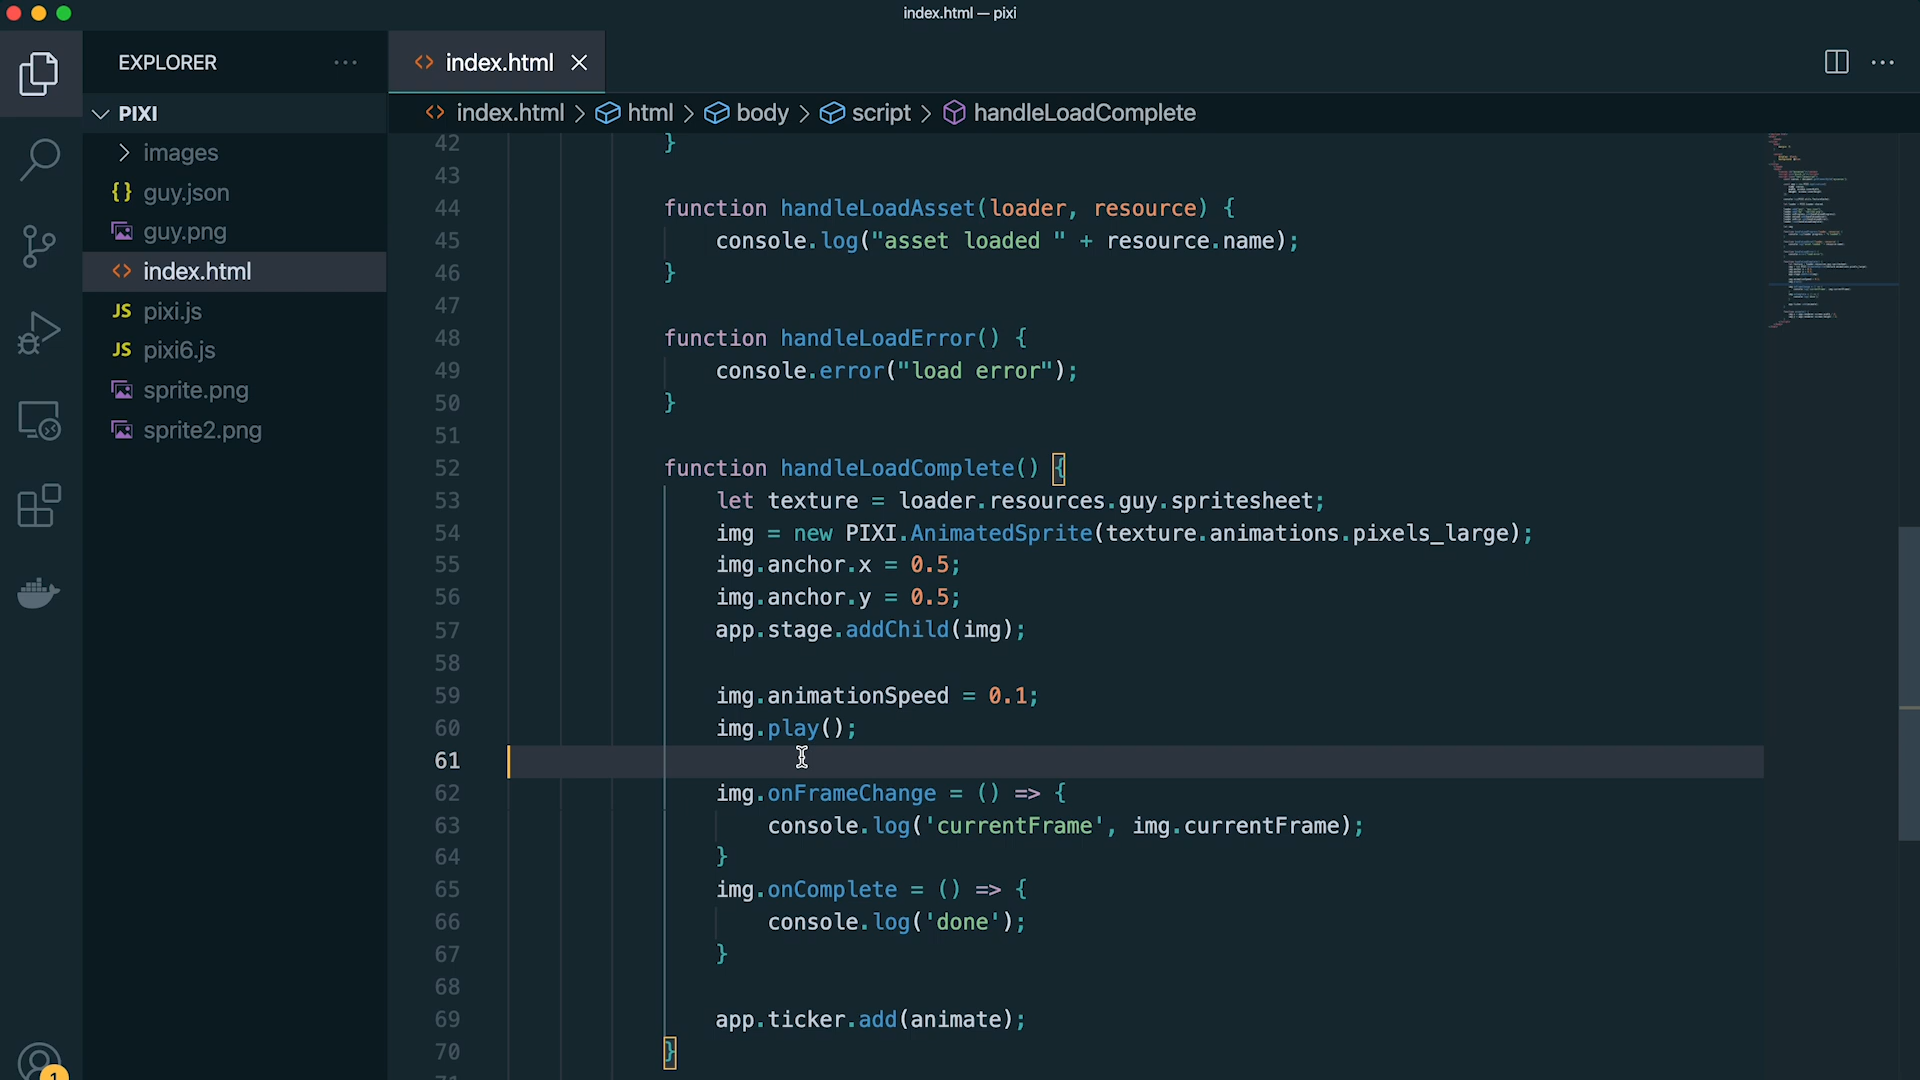 index.html — pixi
EXPLORER
index.html
PIXI
index.html > html > body > script > handleLoadComplete
images
guy.json
guy.png
index.html
JS pixi.js
JS pixi6.js
sprite.png
sprite2.png
42 }
43
44 function handleLoadAsset(loader, resource) {
45 console.log("asset loaded " + resource.name);
46 }
47
48 function handleLoadError() {
49 console.error("load error");
50 }
51
52 function handleLoadComplete() {
53 let texture = loader.resources.guy.spritesheet;
54 img = new PIXI.AnimatedSprite(texture.animations.pixels_large);
55 img.anchor.x = 0.5;
56 img.anchor.y = 0.5;
57 app.stage.addChild(img);
58
59 img.animationSpeed = 0.1;
60 img.play();
61
62 img.onFrameChange = () => {
63 console.log('currentFrame', img.currentFrame);
64 }
65 img.onComplete = () => {
66 console.log('done');
67 }
68
69 app.ticker.add(animate);
70 }
1